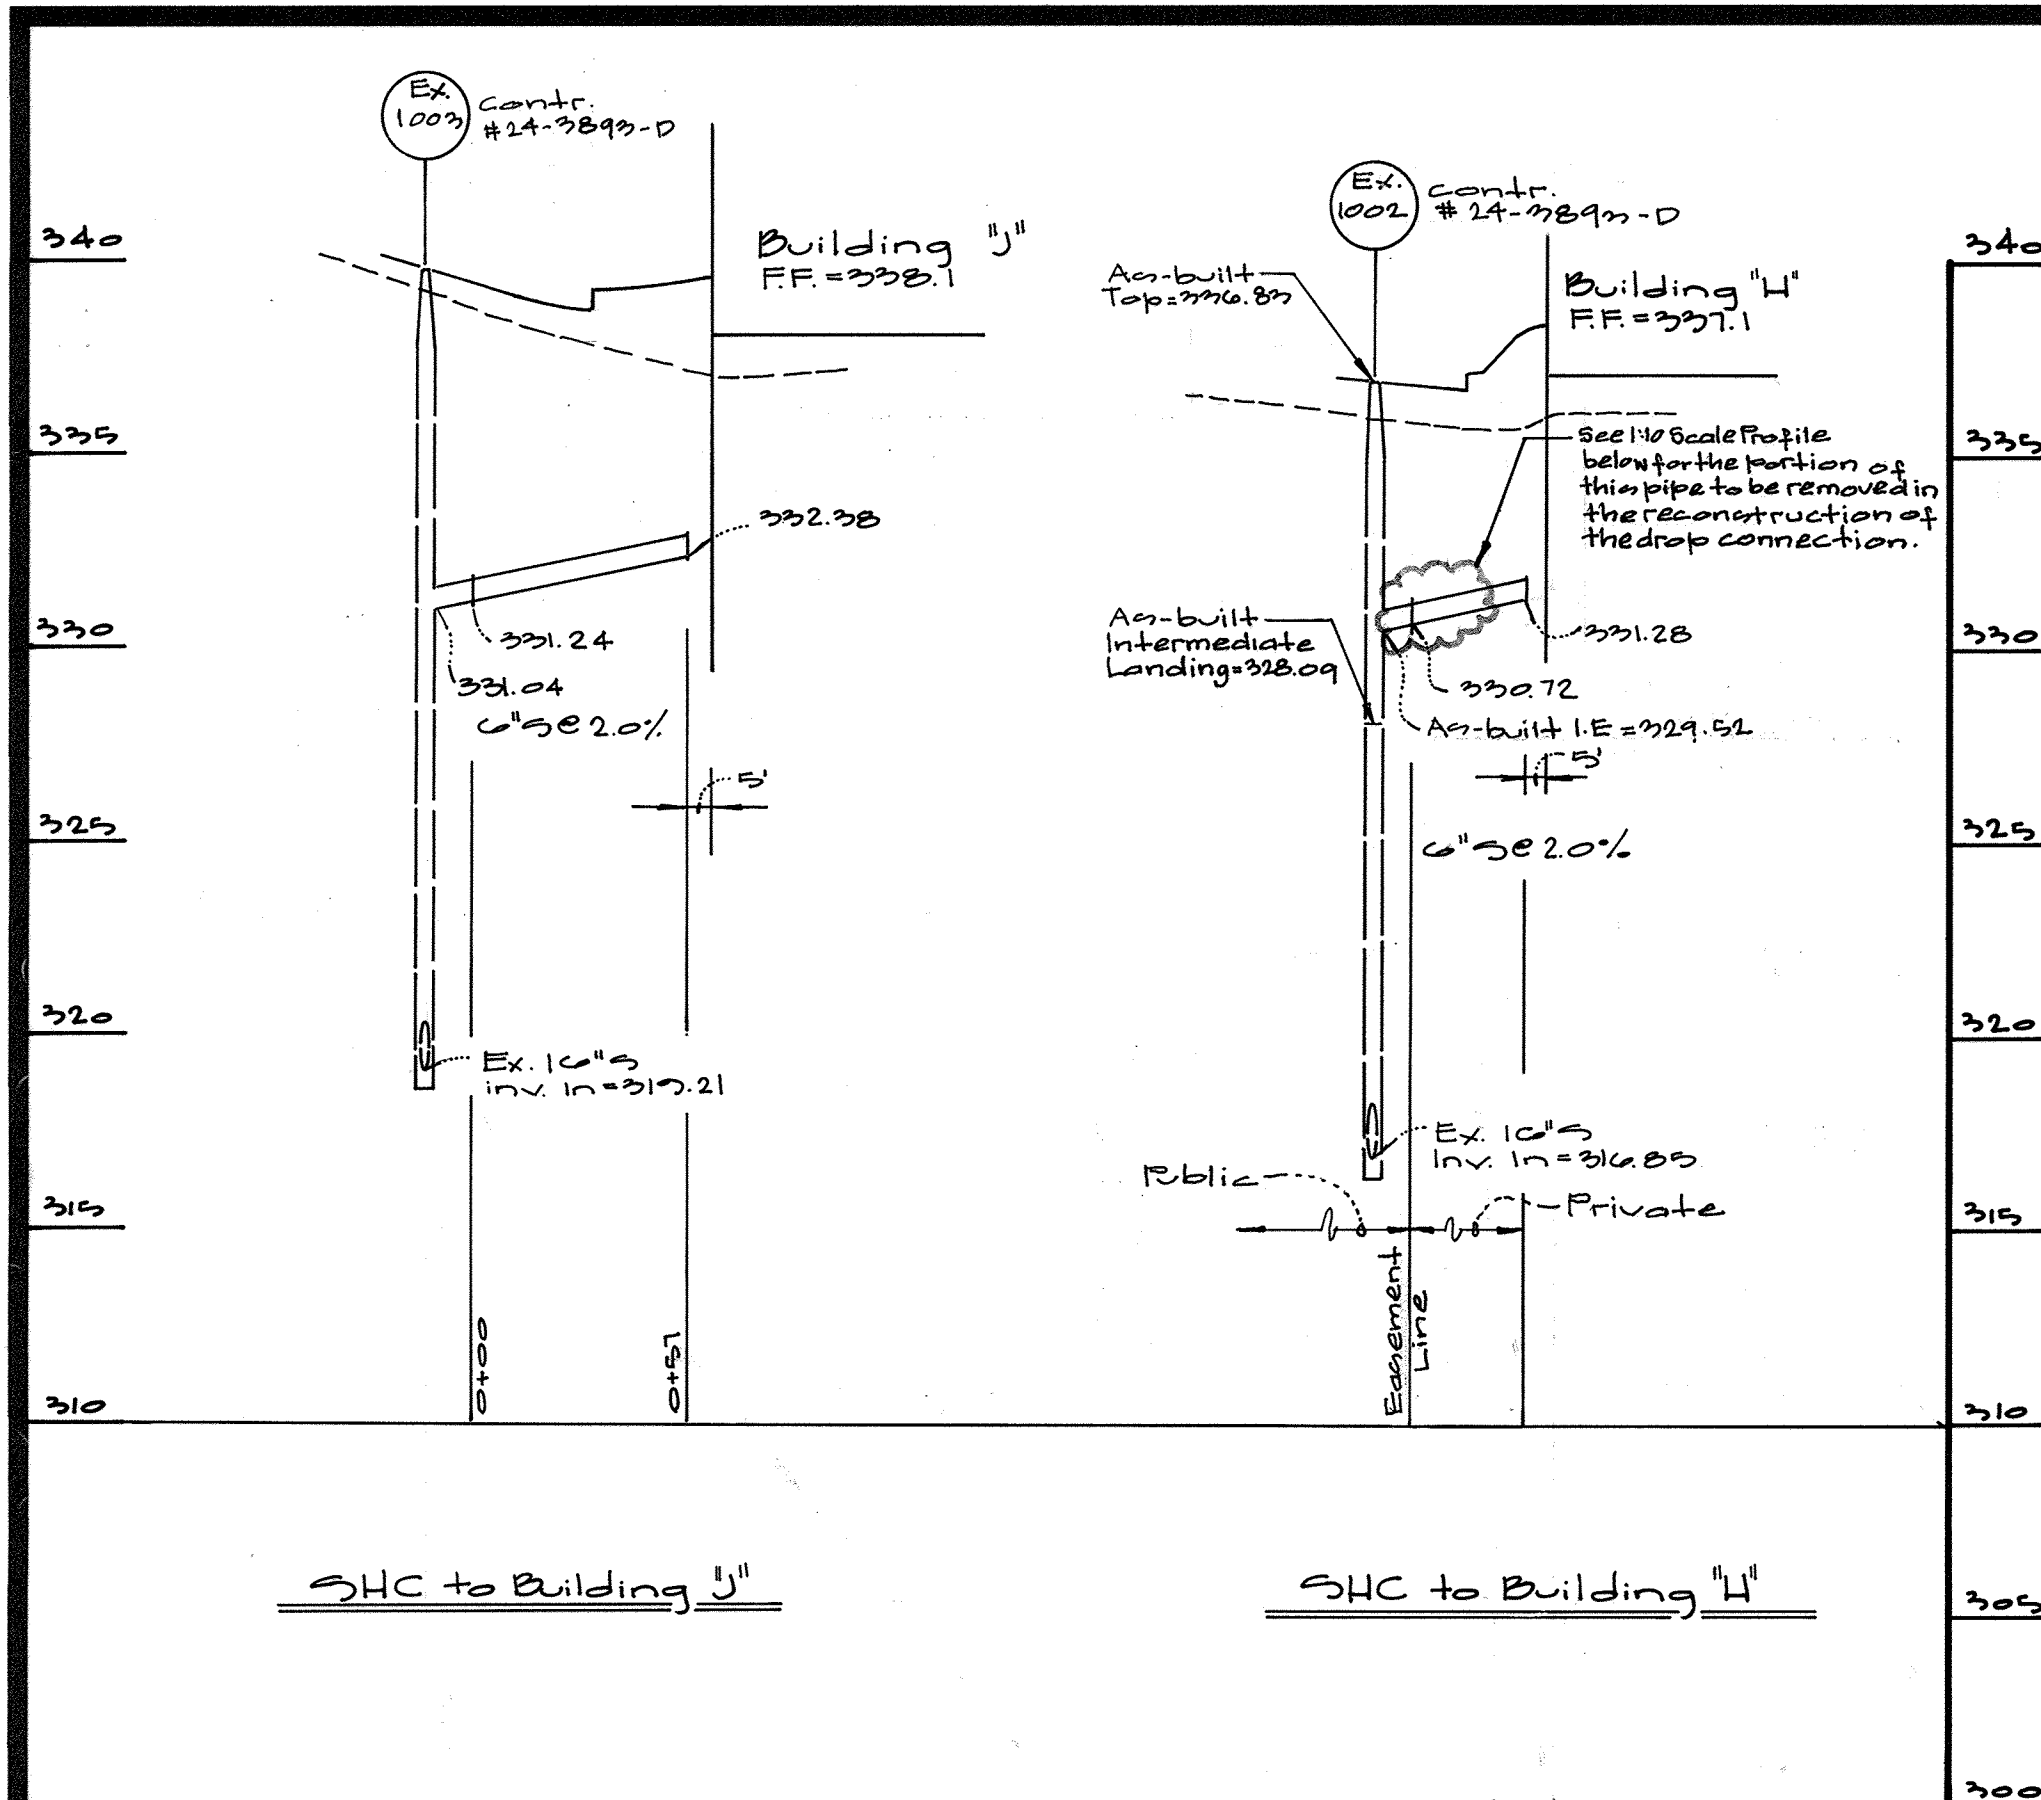 Ex.
1003
Contr.
#24-3893-D
Building "J"
F.F. = 338.1
340
335
330
325
320
315
310
332.38
331.24
331.04
6"S @ 2.0%
5'
Ex. 16"S
inv. In = 319.21
0+00
0+57
SHC to Building "J"
Ex.
1002
Contr.
# 24-3893-D
As-built
Top=336.83
Building "H"
F.F. = 337.1
See 1:10 Scale Profile
below for the portion of
this pipe to be removed in
the reconstruction of
the drop connection.
As-built
Intermediate
Landing=328.09
331.28
330.72
As-built I.E = 329.52
5'
6"S @ 2.0%
Ex. 16"S
Inv. In = 316.85
Public
Private
Easement
Line
SHC to Building "H"
340
335
330
325
320
315
310
305
300